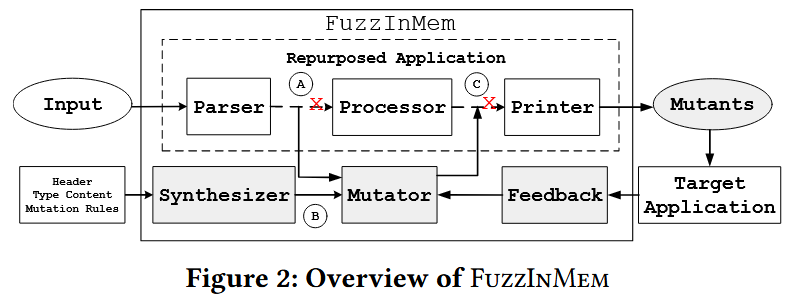 FuzzInMem
Repurposed Application
A
C
Input
Parser
X
Processor
X
Printer
Mutants
Header
Type Content
Mutation Rules
Synthesizer
B
Mutator
Feedback
Target
Application
Figure 2: Overview of FuzzInMem